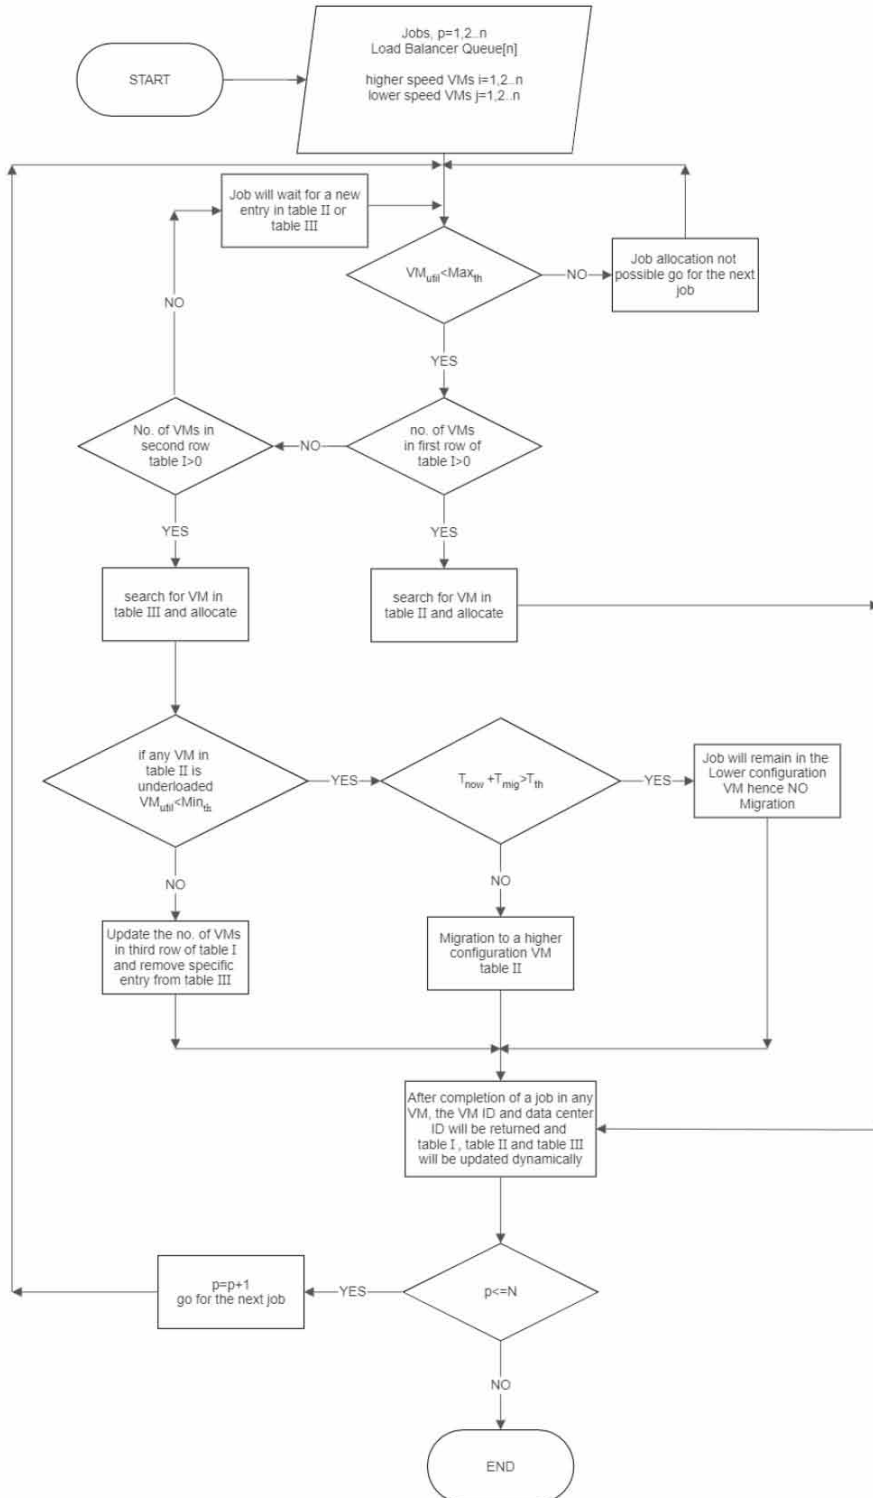 Jobs, p=1,2..n
Load Balancer Queue[n]
higher speed VMs i=1,2..n
lower speed VMs j=1,2..n
START
Job will wait for a new
entry in table II or
table III
VM_util<Max_th
NO
Job allocation not
possible go for the next
job
NO
YES
No. of VMs in
second row
table I>0
NO
no. of VMs
in first row of
table I>0
YES
YES
search for VM in
table III and allocate
search for VM in
table II and allocate
if any VM in
table II is
underloaded
VM_util<Min_th
YES
T_now +T_mig>T_th
YES
Job will remain in the
Lower configuration
VM hence NO
Migration
NO
NO
Update the no. of VMs
in third row of table I
and remove specific
entry from table III
Migration to a higher
configuration VM
table II
After completion of a job in any
VM, the VM ID and data center
ID will be returned and
table I , table II and table III
will be updated dynamically
p=p+1
go for the next job
YES
p<=N
NO
END